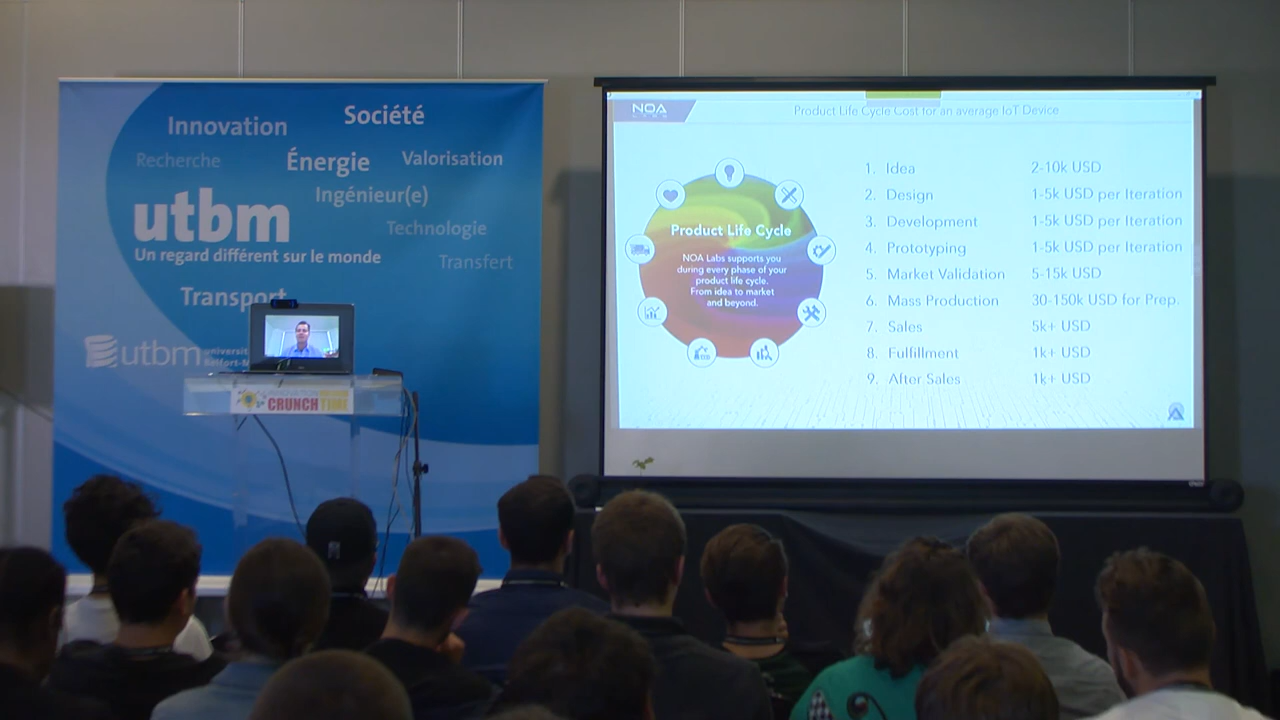 Innovation
Société
Recherche
Énergie
Valorisation
Ingénieur(e)
utbm
Technologie
Un regard différent sur le monde
Transfert
Transport
utbm
CRUNCH TIME
NOA
LABS
Product Life Cycle Cost for an average IoT Device
Product Life Cycle
NOA Labs supports you
during every phase of your
product life cycle.
From idea to market
and beyond.
1. Idea 2-10k USD
2. Design 1-5k USD per Iteration
3. Development 1-5k USD per Iteration
4. Prototyping 1-5k USD per Iteration
5. Market Validation 5-15k USD
6. Mass Production 30-150k USD for Prep.
7. Sales 5k+ USD
8. Fulfillment 1k+ USD
9. After Sales 1k+ USD